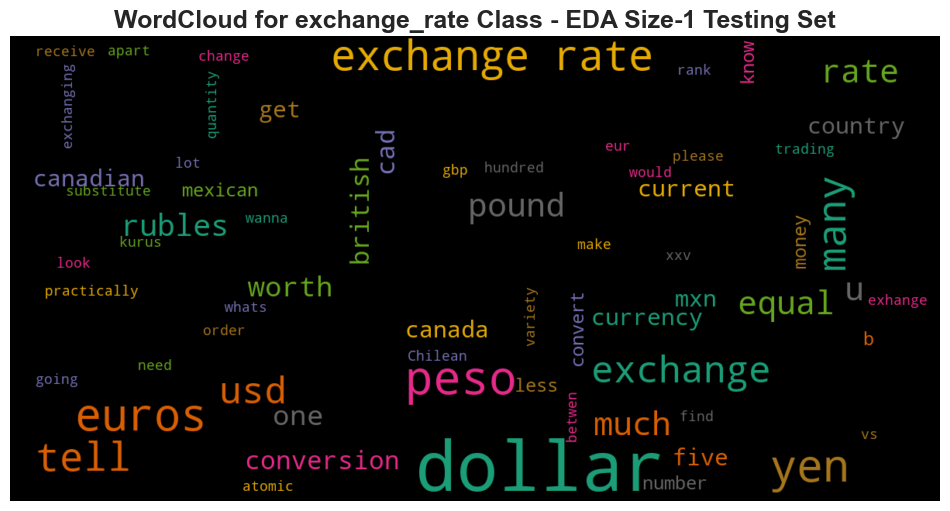 WordCloud for exchange_rate Class - EDA Size-1 Testing Set
receive apart change exchange rate rank know rate
exchanging quantity get country
lot cad gbp hundred eur please trading
canadian substitute mexican british would current many
rubles wanna pound
kurus make money
look xxv
practically worth whats variety convert mxn equal u exhange
order canada currency b
need Chilean
going usd peso less exchange
euros one betwen much find vs
tell conversion dollar five yen
atomic number